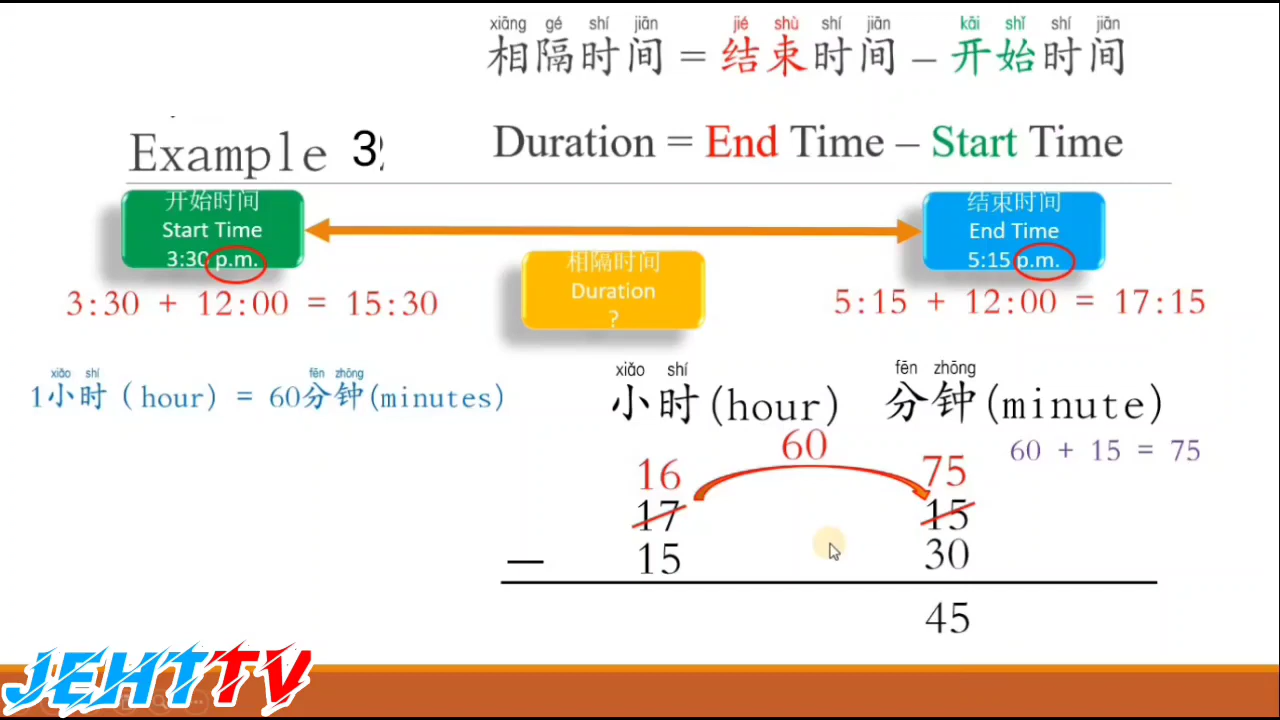 xiāng gé shí jiān jié shù shí jiān kāi shǐ shí jiān
相隔时间 = 结束时间 – 开始时间
Example 3
Duration = End Time – Start Time
开始时间
Start Time
3:30 p.m.
结束时间
End Time
5:15 p.m.
相隔时间
Duration
?
3:30 + 12:00 = 15:30
5:15 + 12:00 = 17:15
xiǎo shí fēn zhōng
1小时(hour) = 60分钟(minutes)
xiǎo shí fēn zhōng
小时(hour) 分钟(minute)
60
60 + 15 = 75
16 75
17 15
— 15 30
45
JEHTTV